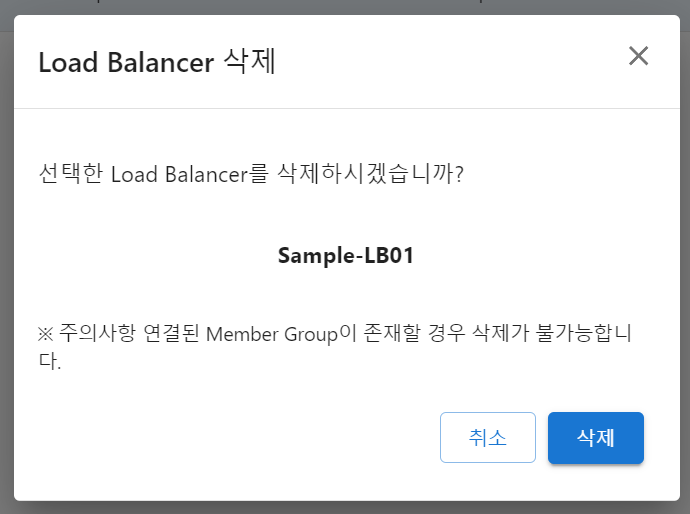 Load Balancer 삭제
선택한 Load Balancer를 삭제하시겠습니까?
Sample-LB01
※ 주의사항 연결된 Member Group이 존재할 경우 삭제가 불가능합니
다.
취소
삭제